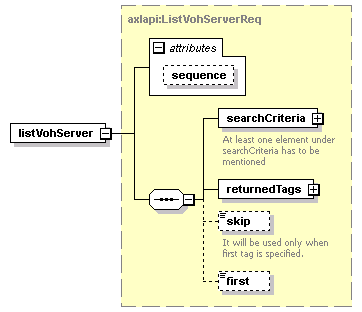 axlapi:ListVohServerReq
attributes
sequence
listVohServer
searchCriteria
At least one element under
searchCriteria has to be
mentioned
returnedTags
skip
It will be used only when
first tag is specified.
first